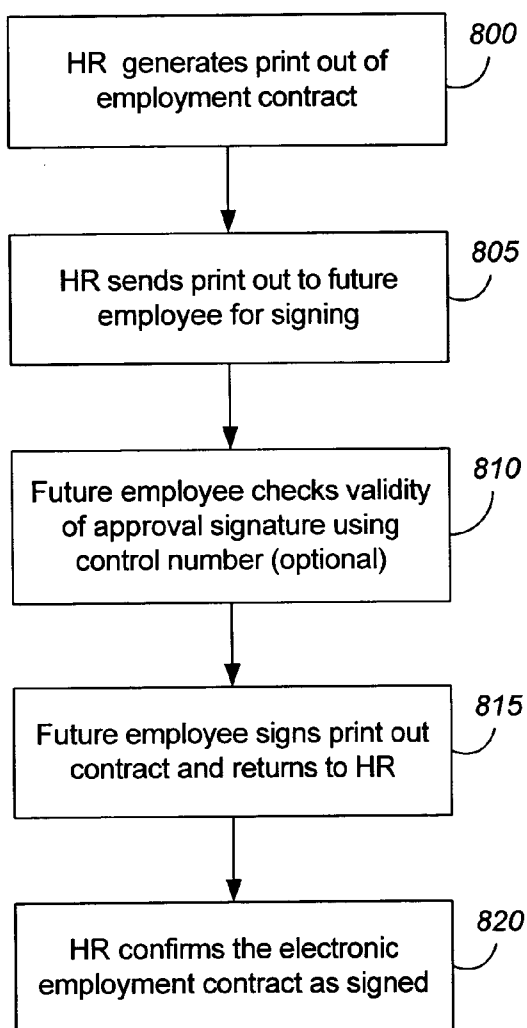 800
HR generates print out of
employment contract
805
HR sends print out to future
employee for signing
810
Future employee checks validity
of approval signature using
control number (optional)
815
Future employee signs print out
contract and returns to HR
820
HR confirms the electronic
employment contract as signed